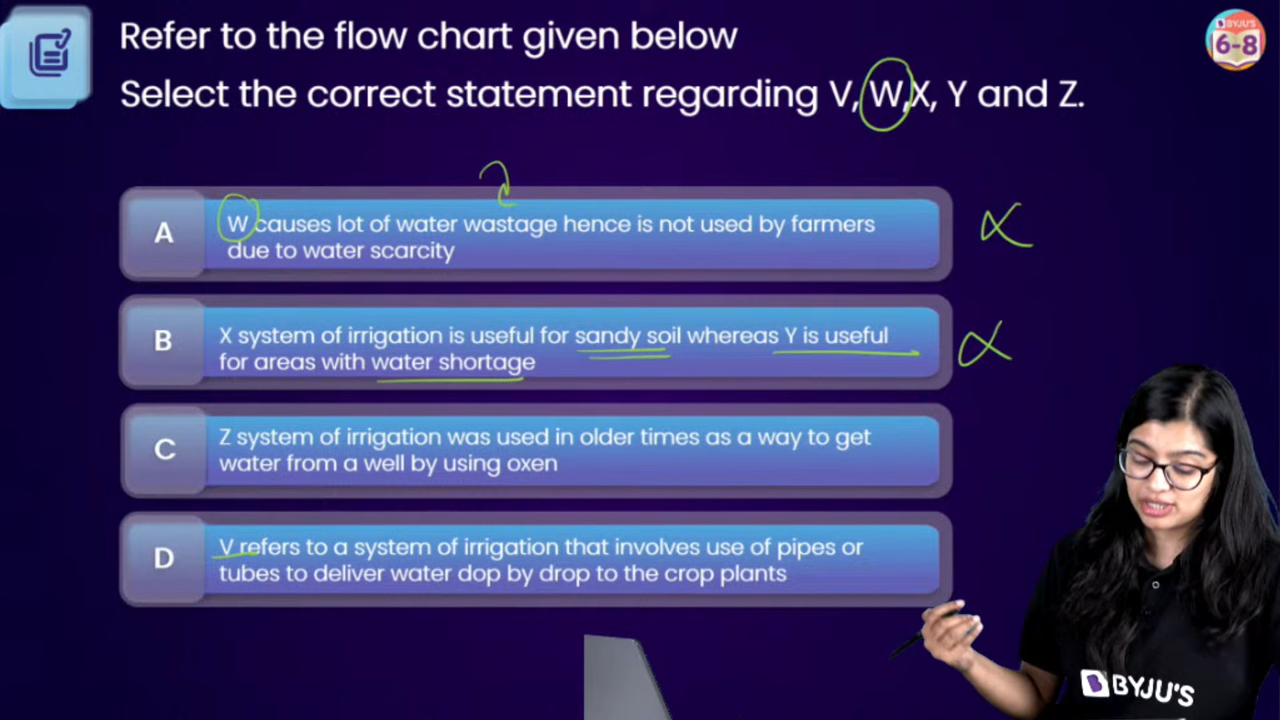 Refer to the flow chart given below
BYJU'S
6-8
Select the correct statement regarding V, W,X, Y and Z.
A
W causes lot of water wastage hence is not used by farmers
due to water scarcity
B
X system of irrigation is useful for sandy soil whereas Y is useful
for areas with water shortage
C
Z system of irrigation was used in older times as a way to get
water from a well by using oxen
D
V refers to a system of irrigation that involves use of pipes or
tubes to deliver water dop by drop to the crop plants
BYJU'S